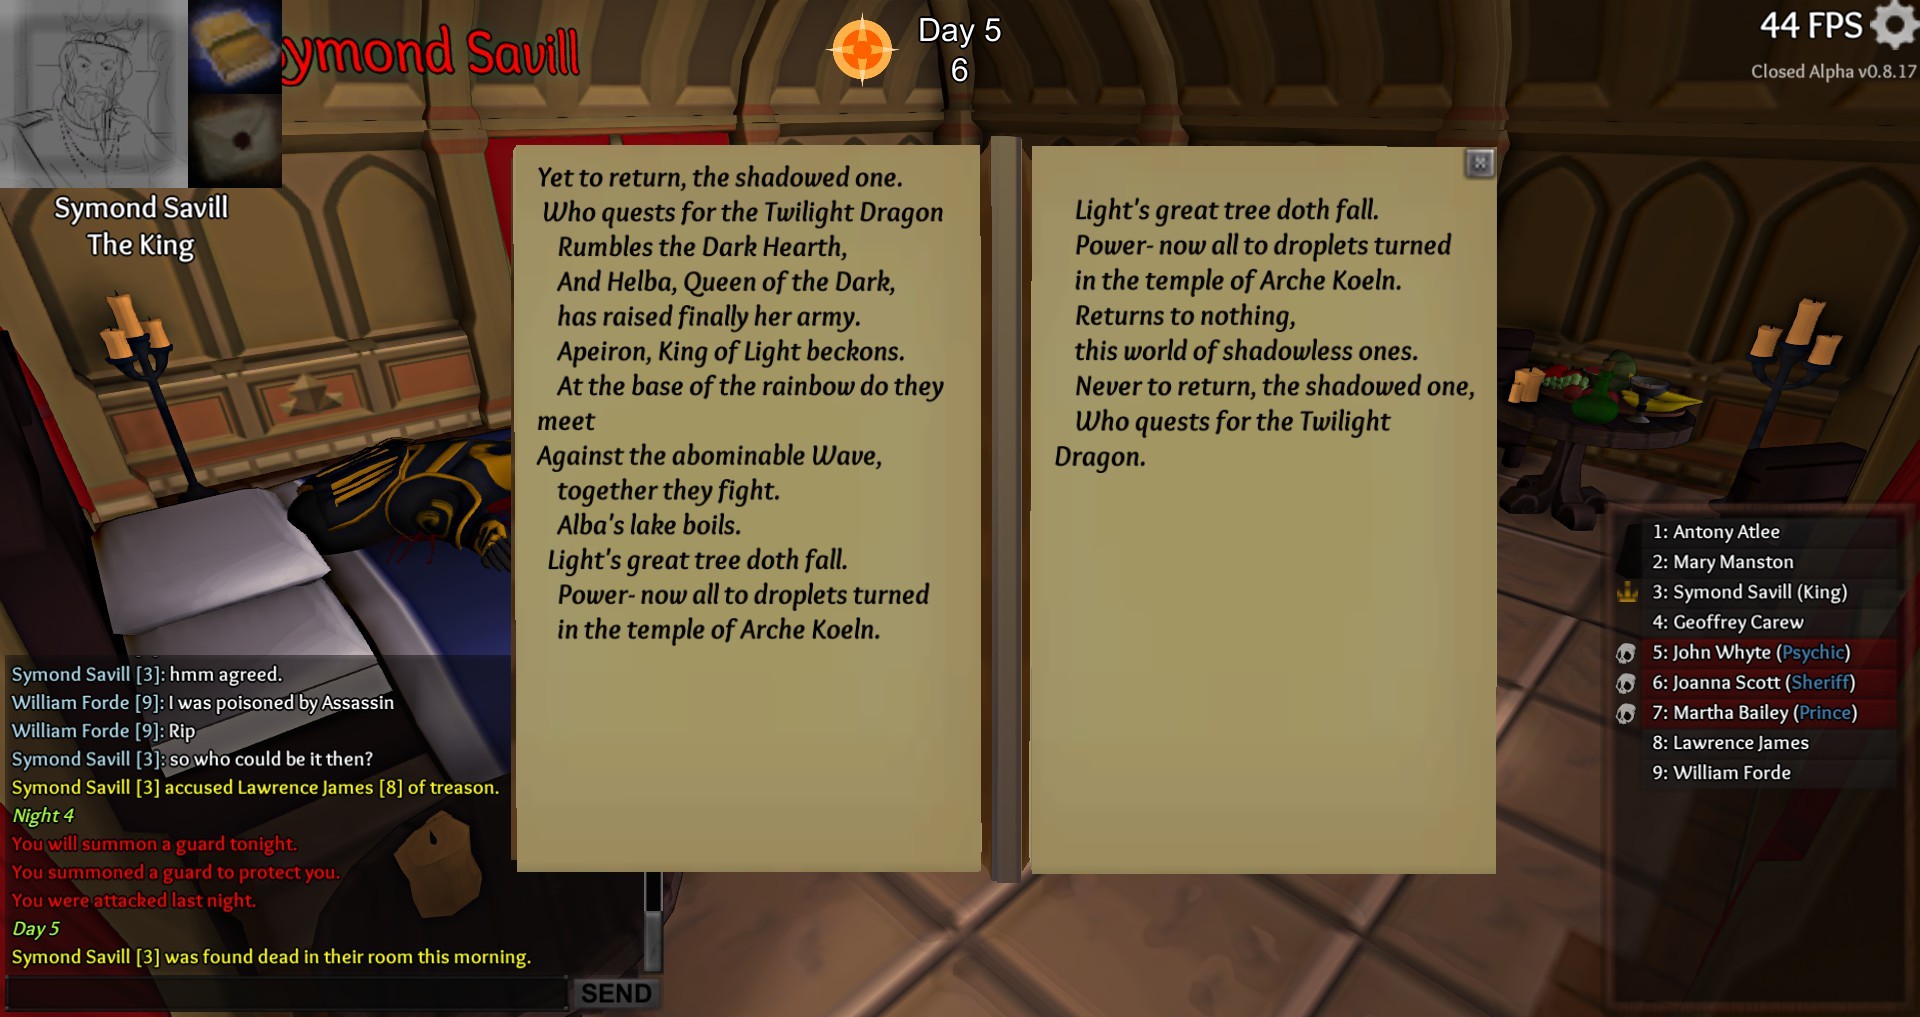 Symond Savill
Day 5
6
44 FPS
Closed Alpha v0.8.17
Symond Savill
The King
Yet to return, the shadowed one.
Who quests for the Twilight Dragon
Rumbles the Dark Hearth,
And Helba, Queen of the Dark,
has raised finally her army.
Apeiron, King of Light beckons.
At the base of the rainbow do they
meet
Against the abominable Wave,
together they fight.
Alba's lake boils.
Light's great tree doth fall.
Power- now all to droplets turned
in the temple of Arche Koeln.
Light's great tree doth fall.
Power- now all to droplets turned
in the temple of Arche Koeln.
Returns to nothing,
this world of shadowless ones.
Never to return, the shadowed one,
Who quests for the Twilight
Dragon.
1: Antony Atlee
2: Mary Manston
3: Symond Savill (King)
4: Geoffrey Carew
5: John Whyte (Psychic)
6: Joanna Scott (Sheriff)
7: Martha Bailey (Prince)
8: Lawrence James
9: William Forde
Symond Savill [3]: hmm agreed.
William Forde [9]: I was poisoned by Assassin
William Forde [9]: Rip
Symond Savill [3]: so who could be it then?
Symond Savill [3] accused Lawrence James [8] of treason.
Night 4
You will summon a guard tonight.
You summoned a guard to protect you.
You were attacked last night.
Day 5
Symond Savill [3] was found dead in their room this morning.
SEND